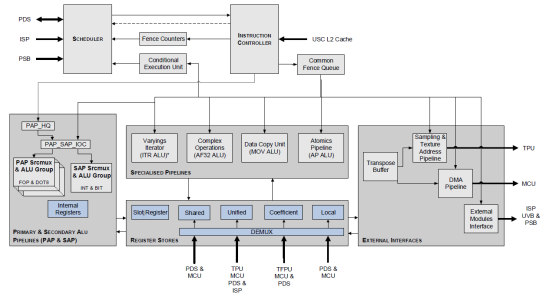 PDS
ISP
PSB
SCHEDULER
Fence Counters
Conditional
Execution Unit
INSTRUCTION
CONTROLLER
USC L2 Cache
Common
Fence Queue
PAP_HQ
PAP_SAP_IOC
PAP Srcmux
& ALU Group
FOP & DOT8
SAP Srcmux
& ALU Group
INT & BIT
Internal
Registers
PRIMARY & SECONDARY ALU
PIPELINES (PAP & SAP)
Varyings
Iterator
(ITR ALU)*
Complex
Operations
(AF32 ALU)
Data Copy Unit
(MOV ALU)
Atomics
Pipeline
(AP ALU)
SPECIALISED PIPELINES
Slot/Register
Shared
Unified
Coefficient
Local
DEMUX
REGISTER STORES
PDS &
MCU
TPU
MCU
PDS &
ISP
TFPU
MCU
& PDS
PDS &
MCU
Transpose
Buffer
Sampling &
Texture
Address
Pipeline
DMA
Pipeline
External
Modules
Interface
EXTERNAL INTERFACES
TPU
MCU
ISP
UVB &
PSB